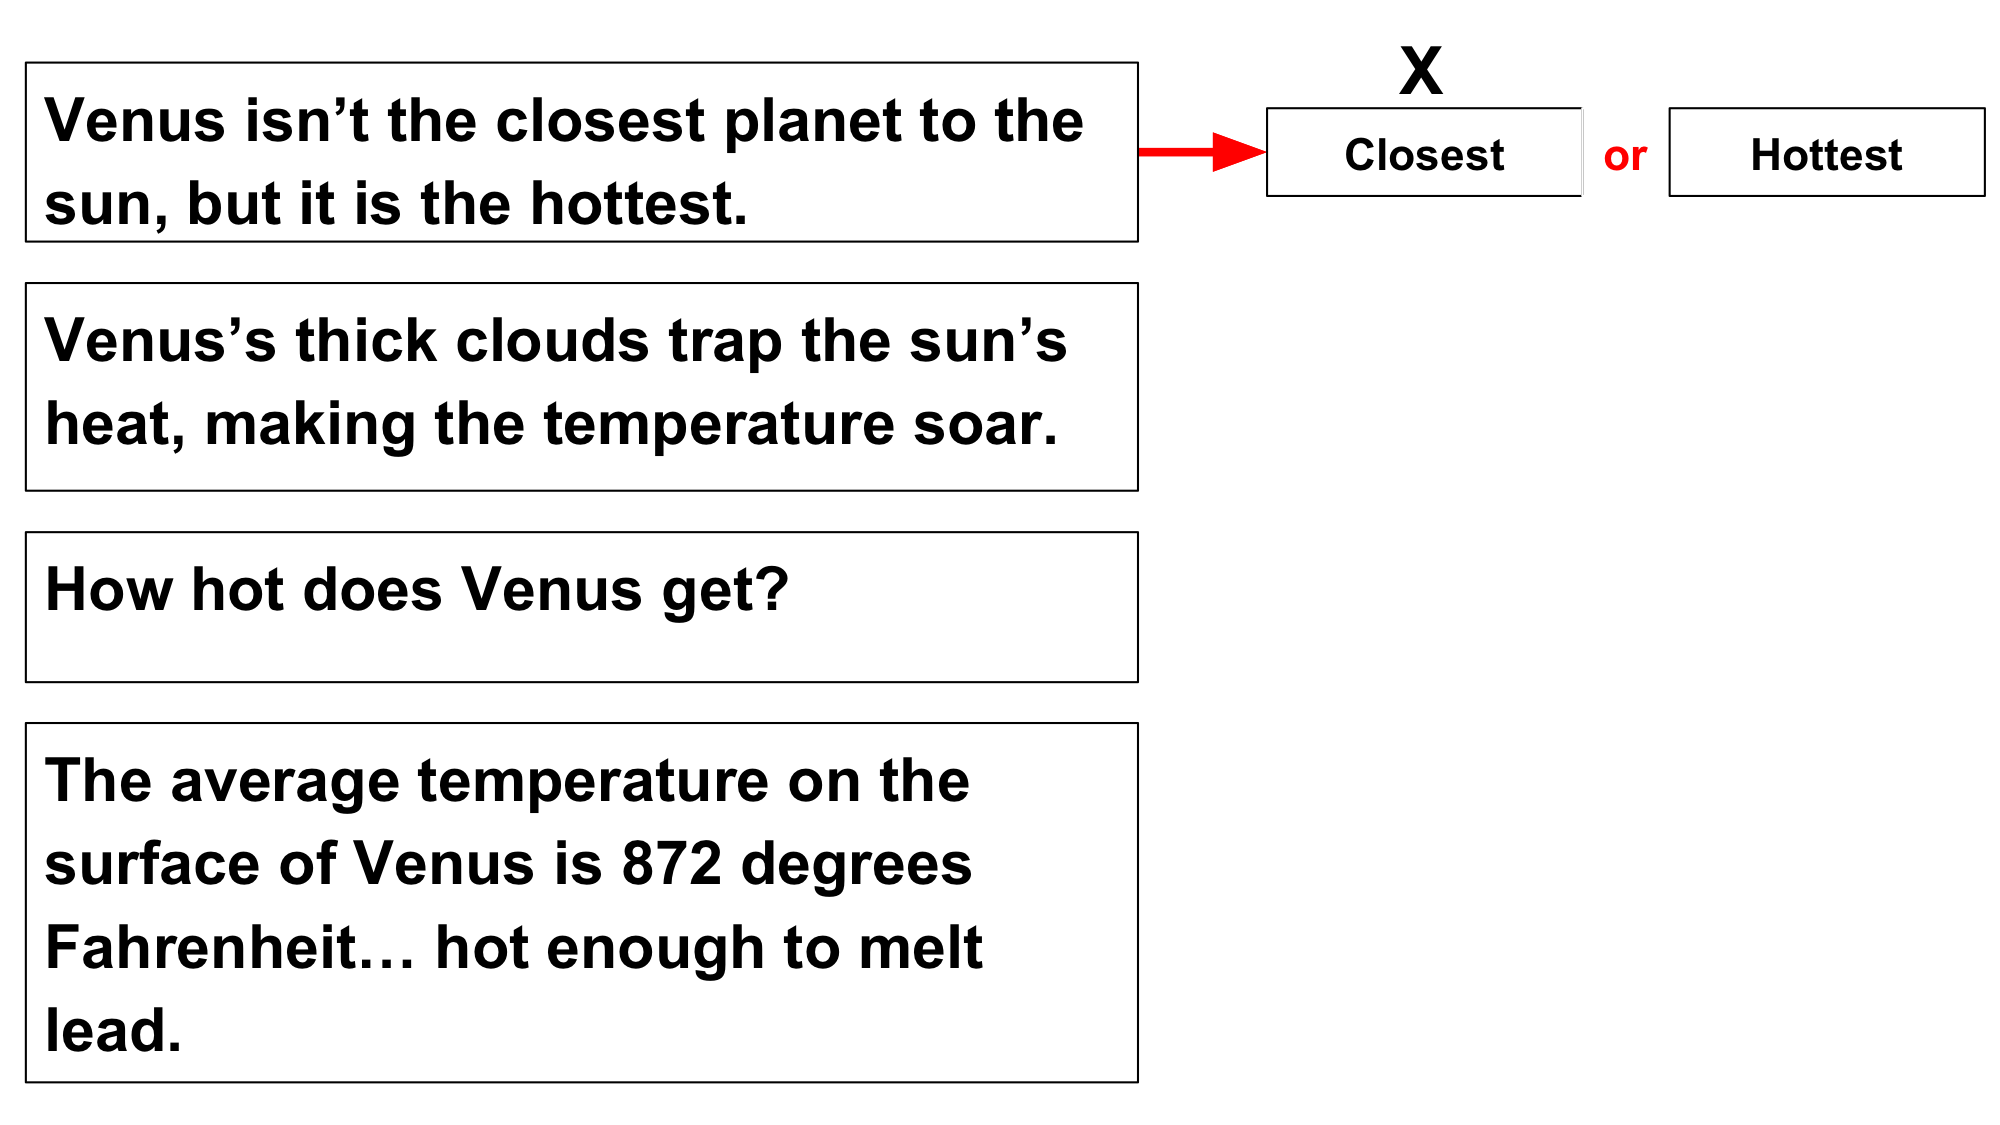 Venus isn’t the closest planet to the
sun, but it is the hottest.
X
Closest or Hottest
Venus’s thick clouds trap the sun’s
heat, making the temperature soar.
How hot does Venus get?
The average temperature on the
surface of Venus is 872 degrees
Fahrenheit… hot enough to melt
lead.